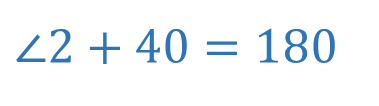 ∠2 + 40 = 180